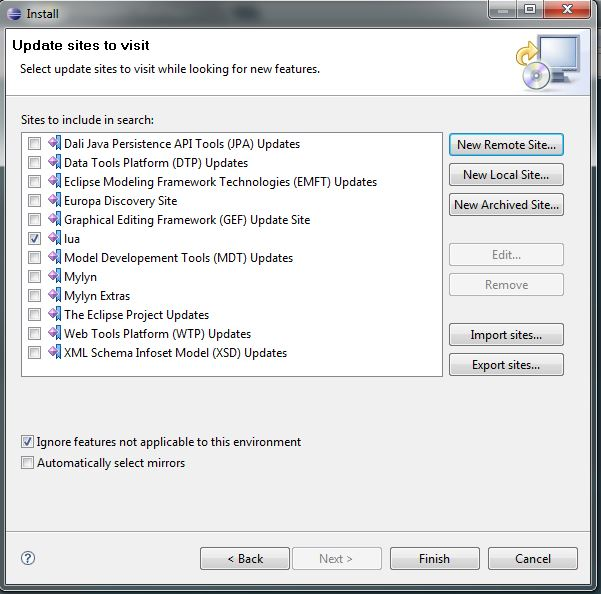 Install
Update sites to visit
Select update sites to visit while looking for new features.
Sites to include in search:
Dali Java Persistence API Tools (JPA) Updates
Data Tools Platform (DTP) Updates
Eclipse Modeling Framework Technologies (EMFT) Updates
Europa Discovery Site
Graphical Editing Framework (GEF) Update Site
lua
Model Developement Tools (MDT) Updates
Mylyn
Mylyn Extras
The Eclipse Project Updates
Web Tools Platform (WTP) Updates
XML Schema Infoset Model (XSD) Updates
New Remote Site...
New Local Site...
New Archived Site...
Edit...
Remove
Import sites...
Export sites...
Ignore features not applicable to this environment
Automatically select mirrors
?
< Back
Next >
Finish
Cancel